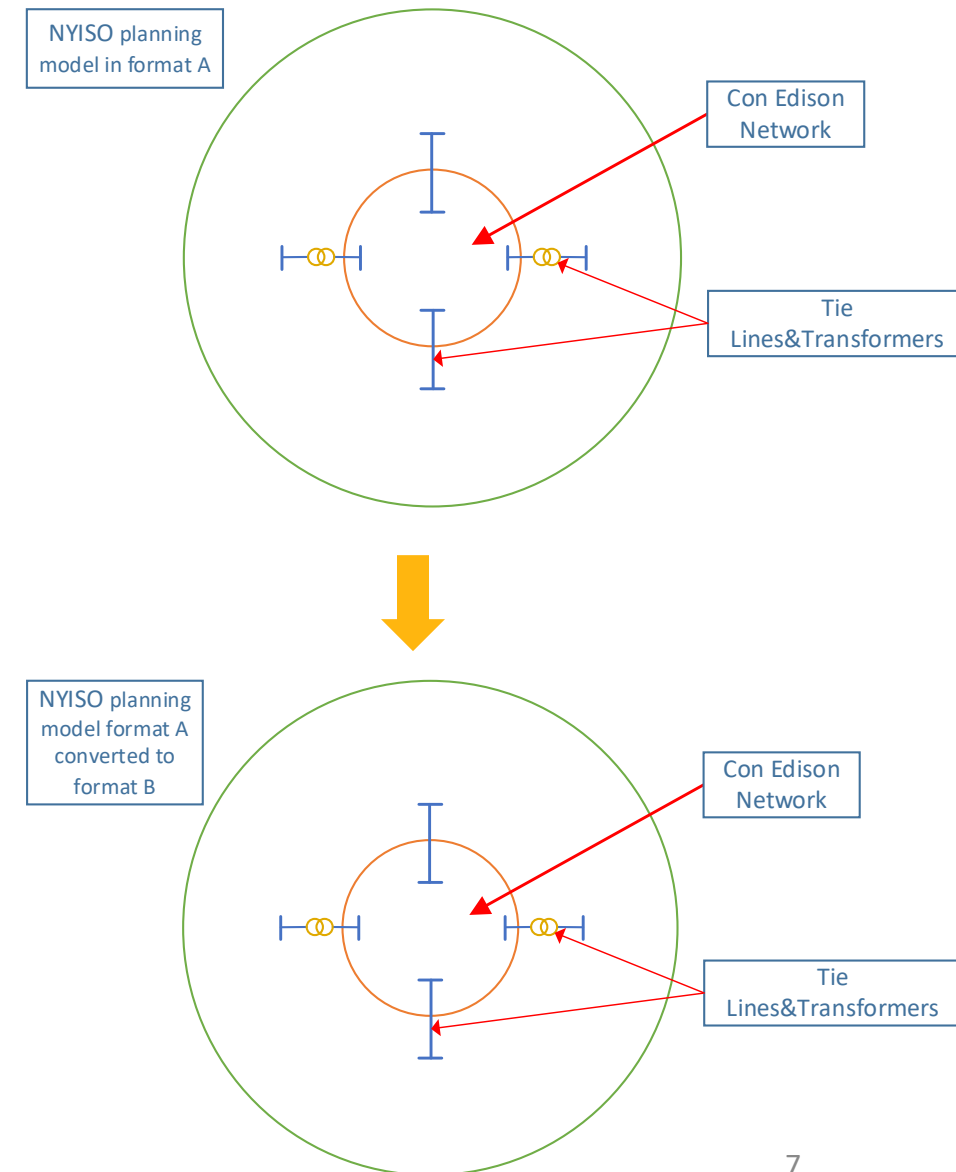 NYISO planning
model in format A
Con Edison
Network
Tie
Lines&Transformers
NYISO planning
model format A
converted to
format B
Con Edison
Network
Tie
Lines&Transformers
7